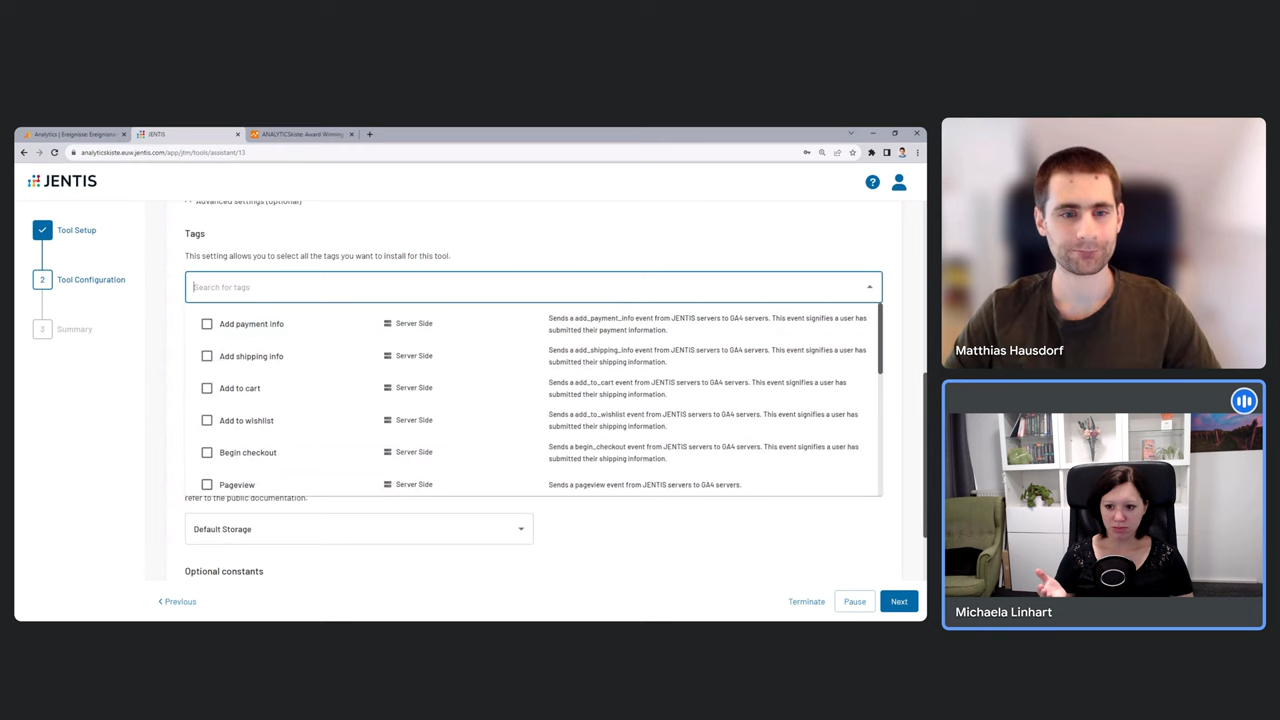 Analytics | Ereignisse: Ereignisna
JENTIS
ANALYTICSkiste: Award Winning
analyticskiste.euw.jentis.com/app/jtm/tools/assistant/13
JENTIS
Tool Setup
2 Tool Configuration
3 Summary
Advanced settings (optional)
Tags
This setting allows you to select all the tags you want to install for this tool.
Search for tags
Add payment info
Server Side
Sends a add_payment_info event from JENTIS servers to GA4 servers. This event signifies a user has
submitted their payment information.
Add shipping info
Server Side
Sends a add_shipping_info event from JENTIS servers to GA4 servers. This event signifies a user has
submitted their shipping information.
Add to cart
Server Side
Sends a add_to_cart event from JENTIS servers to GA4 servers. This event signifies a user has
submitted their shipping information.
Add to wishlist
Server Side
Sends a add_to_wishlist event from JENTIS servers to GA4 servers. This event signifies a user has
submitted their shipping information.
Begin checkout
Server Side
Sends a begin_checkout event from JENTIS servers to GA4 servers. This event signifies a user has
submitted their shipping information.
Pageview
Server Side
Sends a pageview event from JENTIS servers to GA4 servers.
refer to the public documentation.
Default Storage
Optional constants
Previous
Terminate
Pause
Next
Matthias Hausdorf
Michaela Linhart